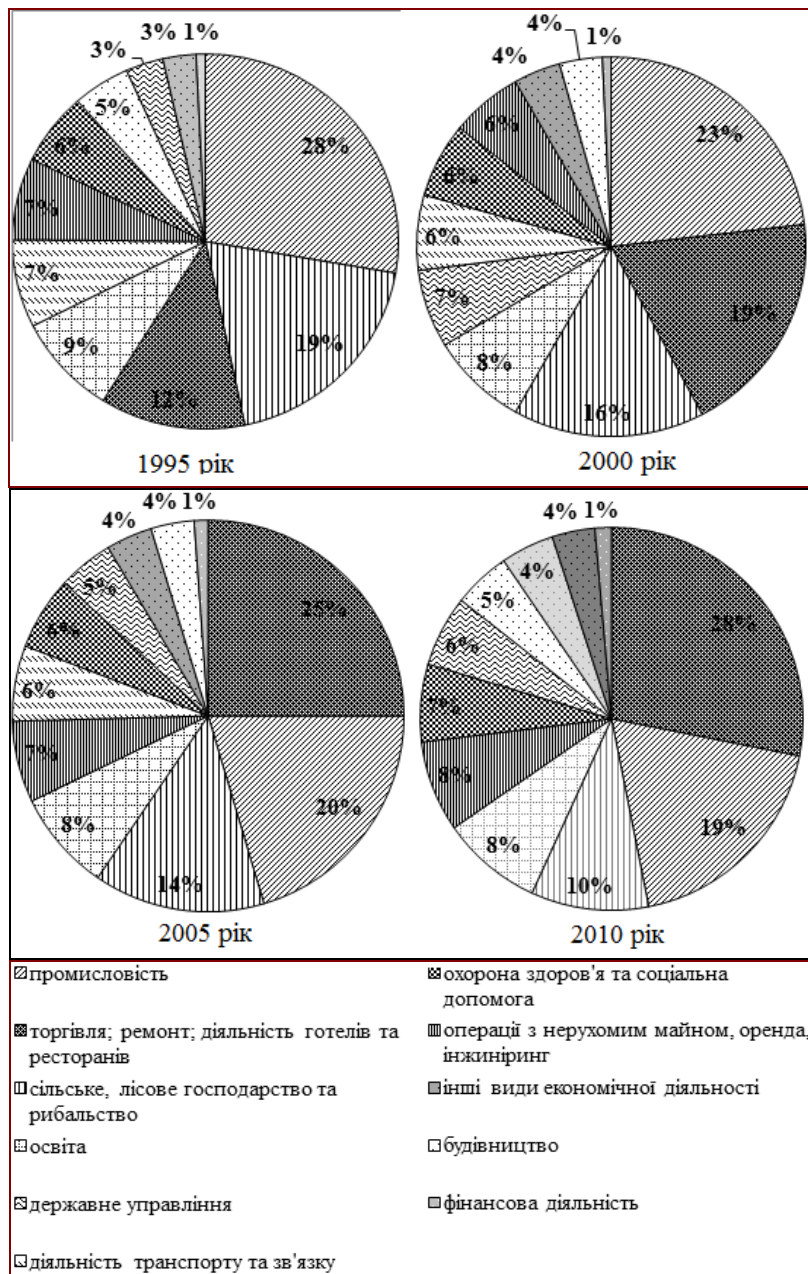 3% 1%
3%
5%
6%
7%
7%
9%
12%
19%
28%
1995 рік
4%
1%
4%
6%
6%
6%
7%
8%
16%
19%
23%
2000 рік
4% 1%
4%
5%
6%
6%
7%
8%
14%
20%
25%
2005 рік
4% 1%
4%
5%
6%
7%
8%
8%
10%
19%
28%
2010 рік
промисловість
охорона здоров'я та соціальна
допомога
торгівля; ремонт; діяльність готелів та
ресторанів
операції з нерухомим майном, оренда,
інжиніринг
сільське, лісове господарство та
рибальство
інші види економічної діяльності
освіта
будівництво
державне управління
фінансова діяльність
діяльність транспорту та зв'язку